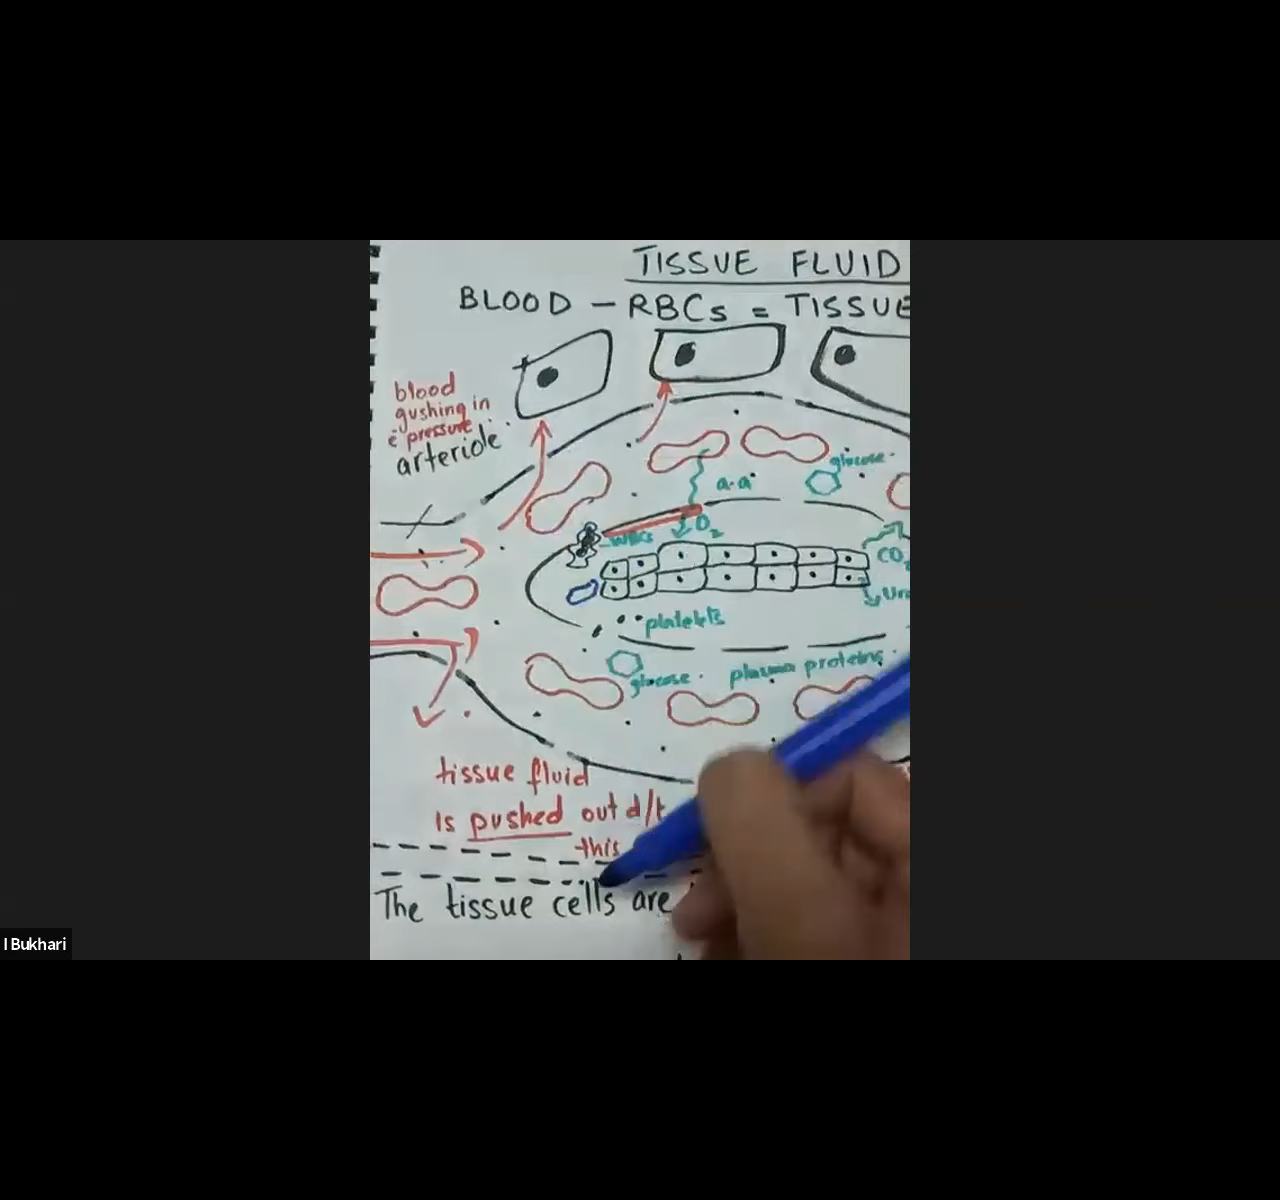 TISSUE FLUID
BLOOD - RBCs = TISSUE
blood
gushing in
c̄ pressure
arteriole
glucose
a.a
O₂
WBCs
CO₂
platelets
glucose
plasma proteins
tissue fluid
is pushed out d/t
this
The tissue cells are
I Bukhari